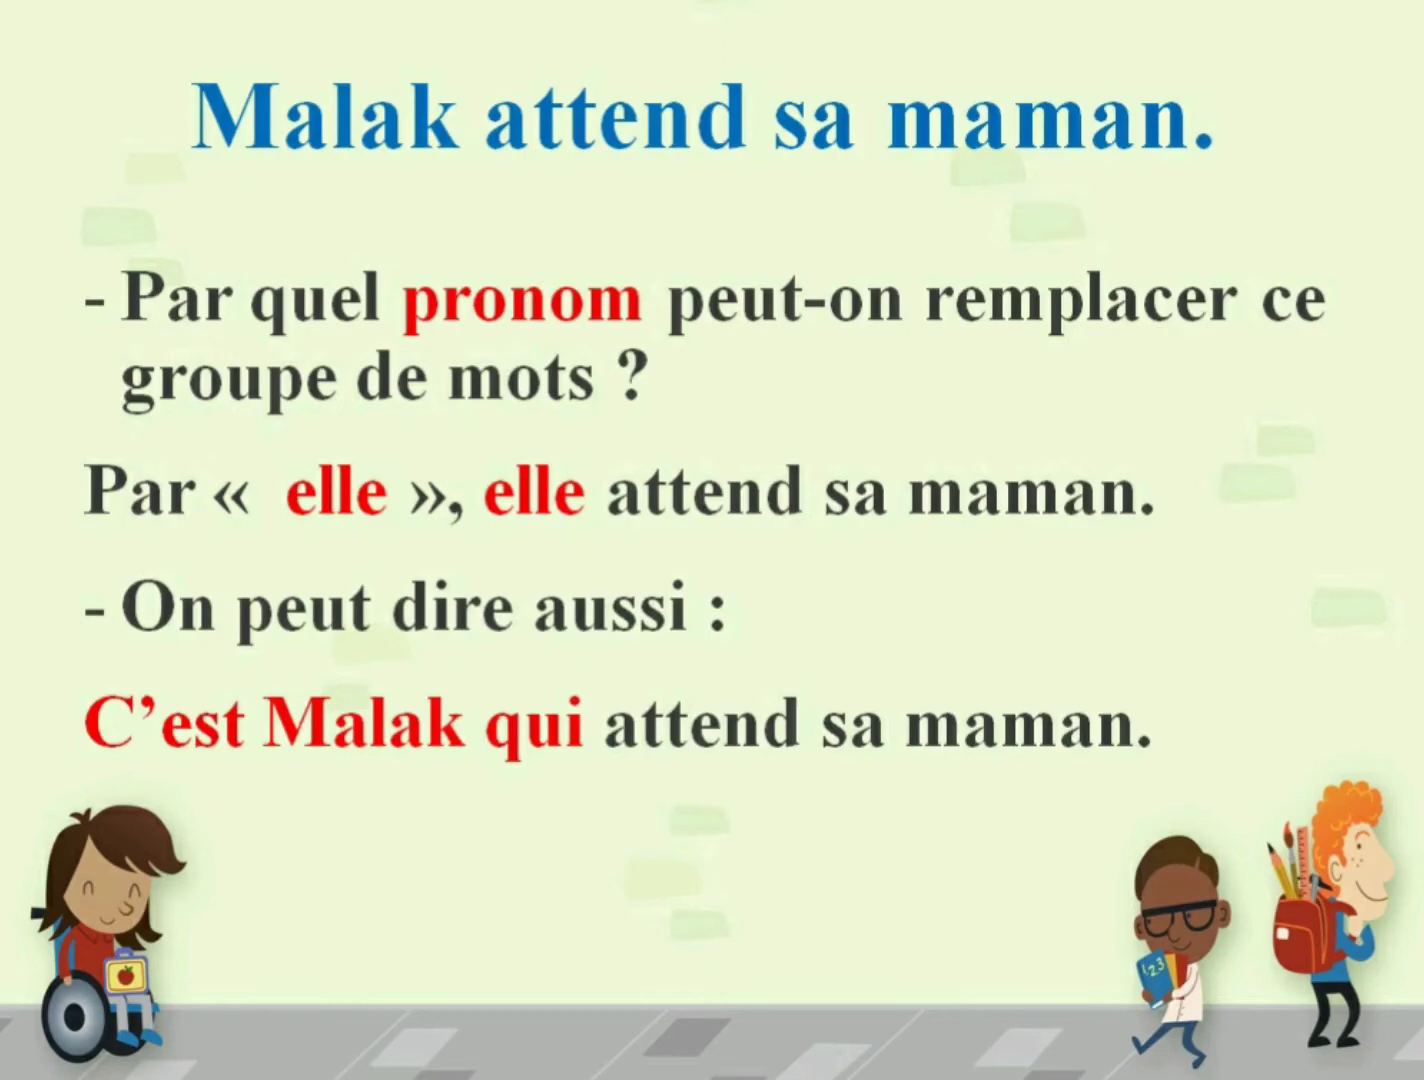 Malak attend sa maman.
- Par quel pronom peut-on remplacer ce
groupe de mots ?
Par «  elle », elle attend sa maman.
- On peut dire aussi :
C’est Malak qui attend sa maman.
123